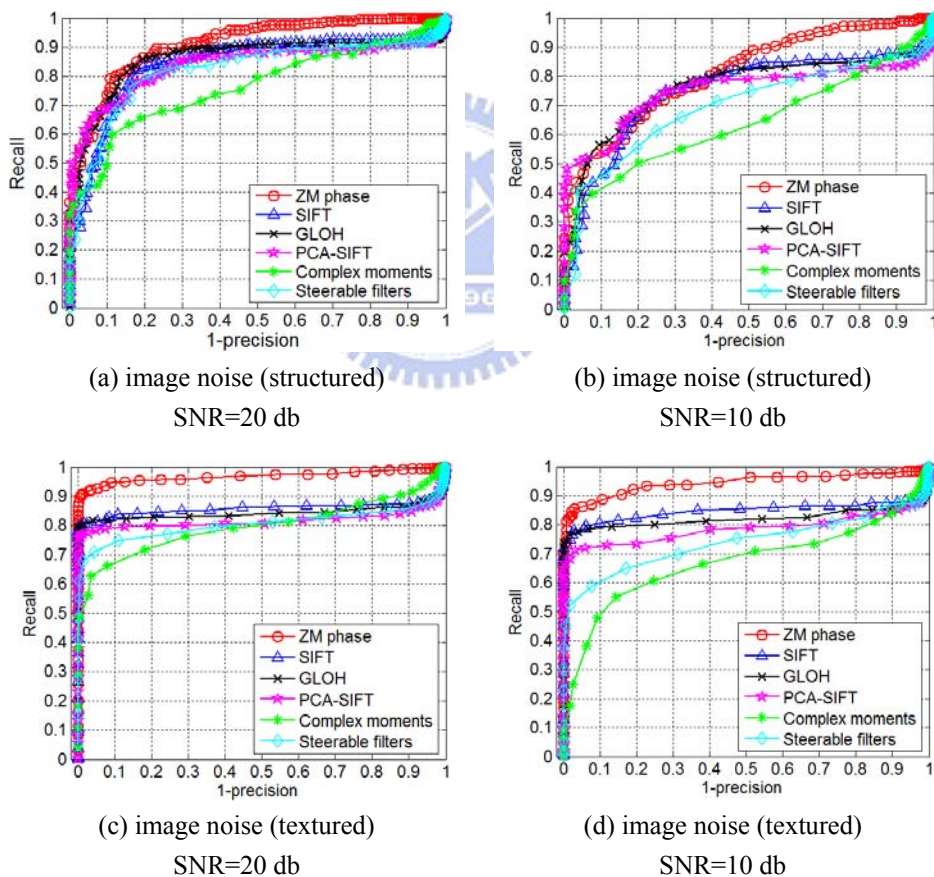 1
0.9
0.8
0.7
0.6
0.5
0.4
0.3
0.2
0.1
0
Recall
ZM phase
SIFT
GLOH
PCA-SIFT
Complex moments
Steerable filters
0 0.1 0.2 0.3 0.4 0.5 0.6 0.7 0.8 0.9 1
1-precision
(a) image noise (structured)
SNR=20 db
1
0.9
0.8
0.7
0.6
0.5
0.4
0.3
0.2
0.1
0
Recall
ZM phase
SIFT
GLOH
PCA-SIFT
Complex moments
Steerable filters
0 0.1 0.2 0.3 0.4 0.5 0.6 0.7 0.8 0.9 1
1-precision
(b) image noise (structured)
SNR=10 db
96
1
0.9
0.8
0.7
0.6
0.5
0.4
0.3
0.2
0.1
0
Recall
ZM phase
SIFT
GLOH
PCA-SIFT
Complex moments
Steerable filters
0 0.1 0.2 0.3 0.4 0.5 0.6 0.7 0.8 0.9 1
1-precision
(c) image noise (textured)
SNR=20 db
1
0.9
0.8
0.7
0.6
0.5
0.4
0.3
0.2
0.1
0
Recall
ZM phase
SIFT
GLOH
PCA-SIFT
Complex moments
Steerable filters
0 0.1 0.2 0.3 0.4 0.5 0.6 0.7 0.8 0.9 1
1-precision
(d) image noise (textured)
SNR=10 db